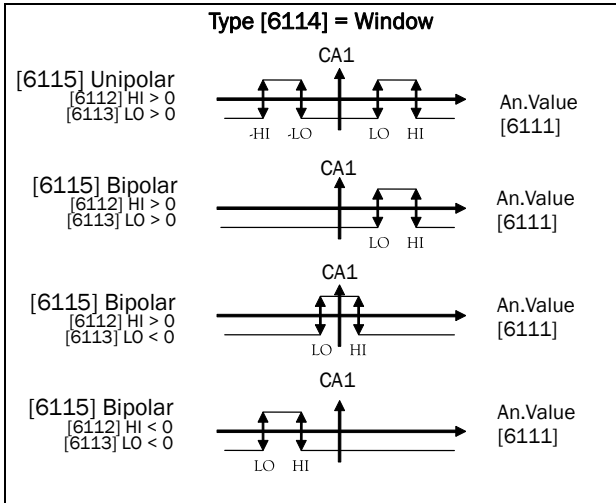 Type [6114] = Window
CA1
[6115] Unipolar
[6112] HI > 0
[6113] LO > 0
An.Value
[6111]
-HI -LO LO HI
CA1
[6115] Bipolar
[6112] HI > 0
[6113] LO > 0
An.Value
[6111]
LO HI
CA1
[6115] Bipolar
[6112] HI > 0
[6113] LO < 0
An.Value
[6111]
LO HI
CA1
[6115] Bipolar
[6112] HI < 0
[6113] LO < 0
An.Value
[6111]
LO HI